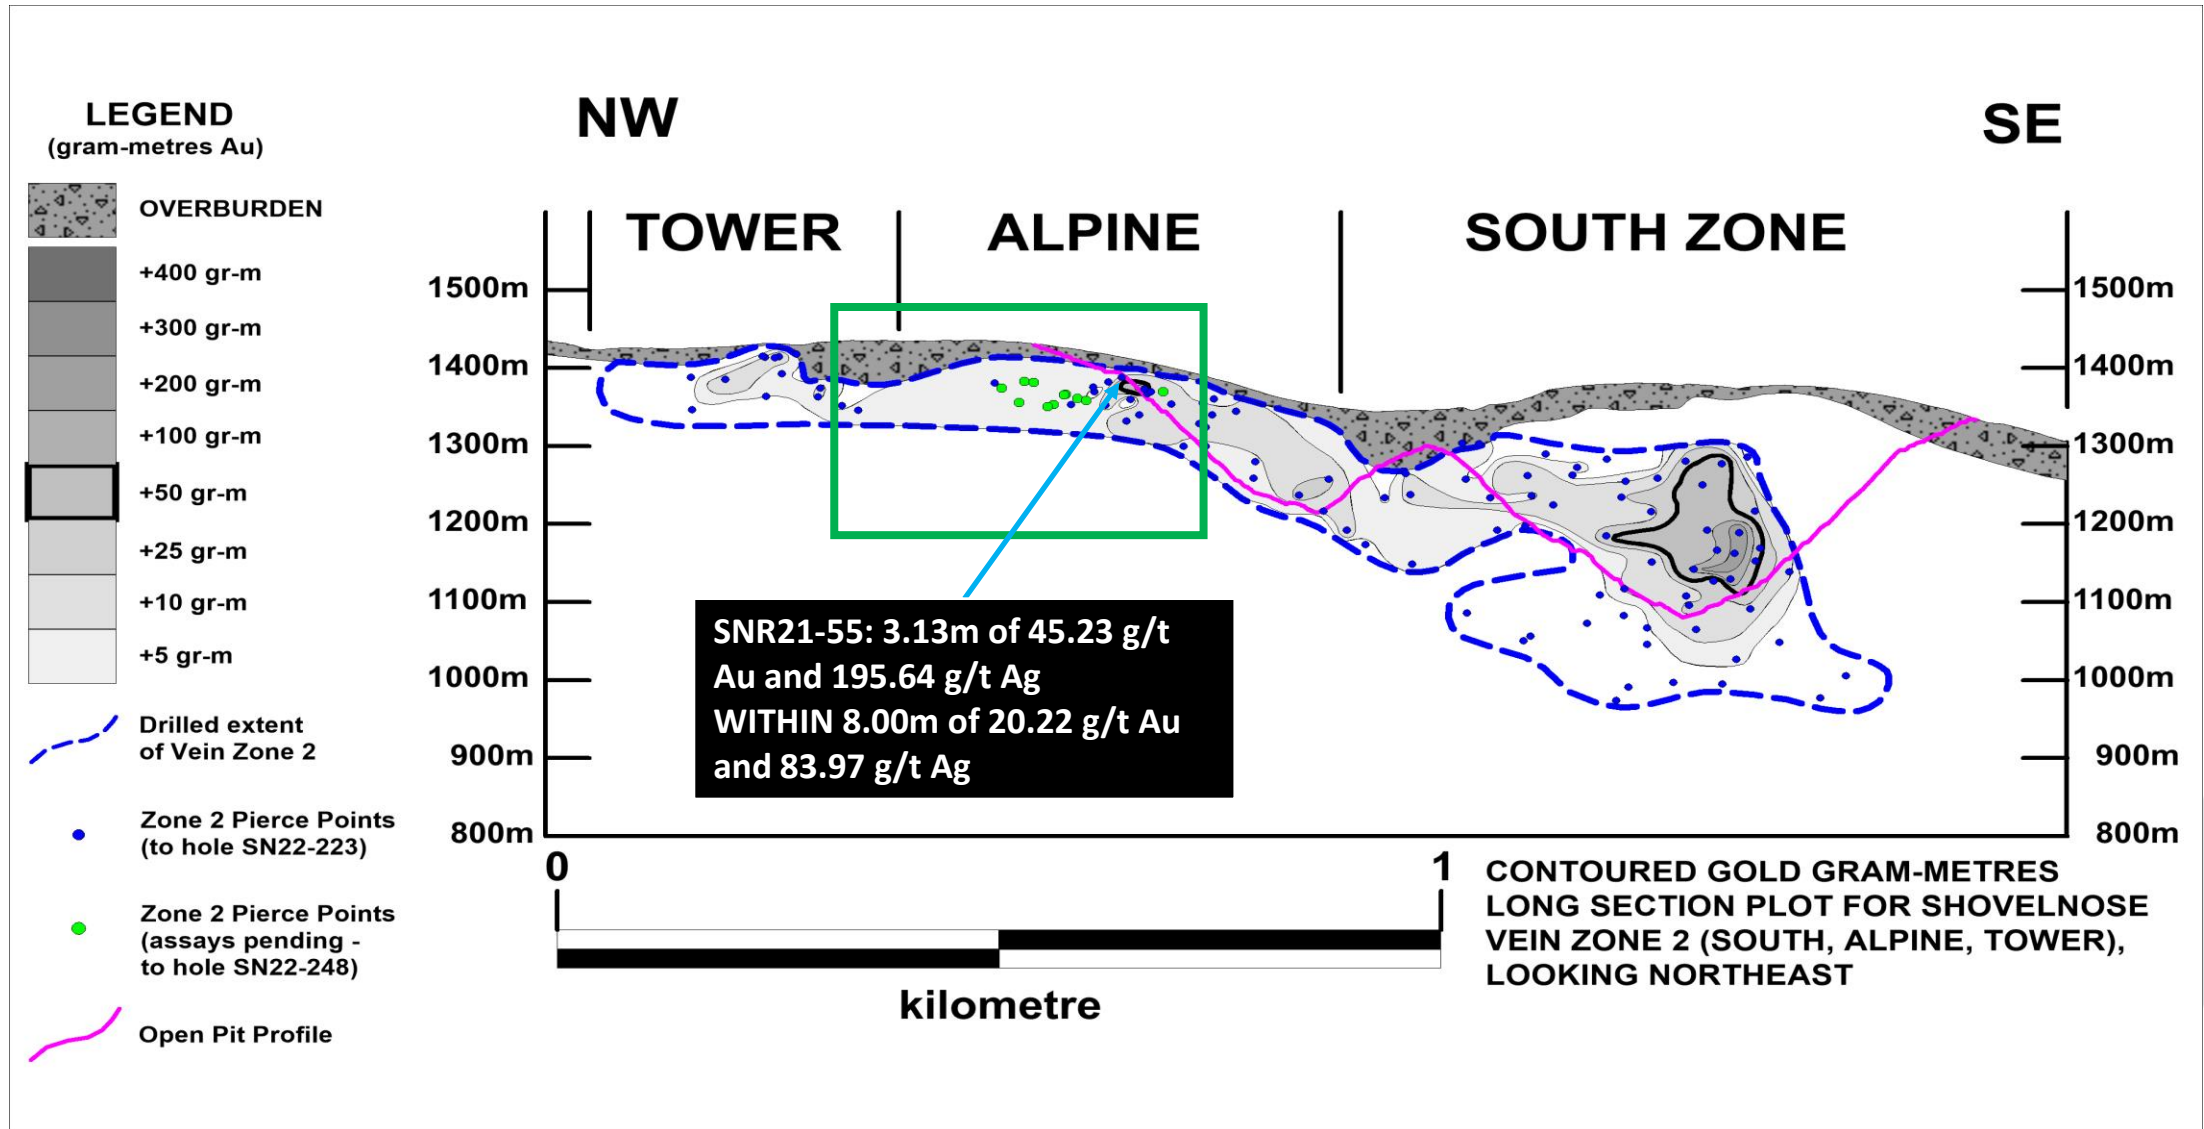 LEGEND
(gram-metres Au)
OVERBURDEN
+400 gr-m
+300 gr-m
+200 gr-m
+100 gr-m
+50 gr-m
+25 gr-m
+10 gr-m
+5 gr-m
Drilled extent
of Vein Zone 2
Zone 2 Pierce Points
(to hole SN22-223)
Zone 2 Pierce Points
(assays pending -
to hole SN22-248)
Open Pit Profile
NW
SE
TOWER
ALPINE
SOUTH ZONE
1500m
1400m
1300m
1200m
1100m
1000m
900m
800m
1500m
1400m
1300m
1200m
1100m
1000m
900m
800m
SNR21-55: 3.13m of 45.23 g/t
Au and 195.64 g/t Ag
WITHIN 8.00m of 20.22 g/t Au
and 83.97 g/t Ag
0
1
kilometre
CONTOURED GOLD GRAM-METRES
LONG SECTION PLOT FOR SHOVELNOSE
VEIN ZONE 2 (SOUTH, ALPINE, TOWER),
LOOKING NORTHEAST